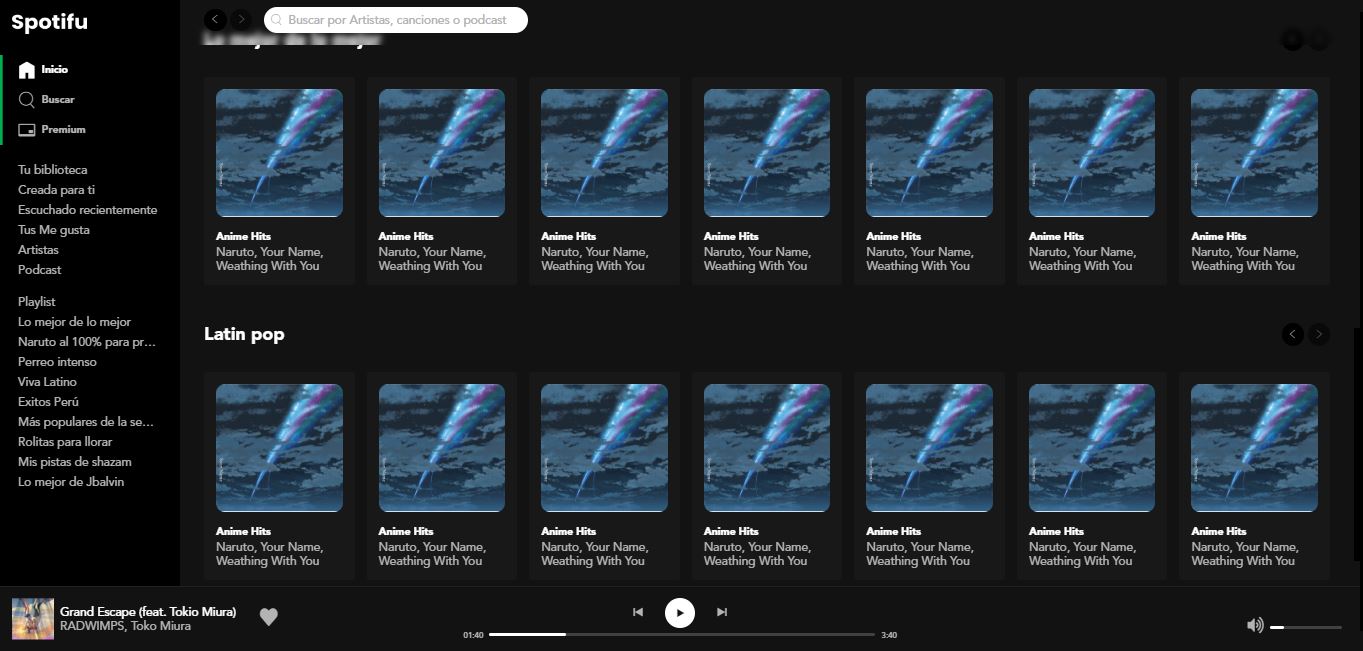 Spotifu
Buscar por Artistas, canciones o podcast
Inicio
Buscar
Premium
Tu biblioteca
Creada para ti
Escuchado recientemente
Tus Me gusta
Artistas
Podcast
Playlist
Lo mejor de lo mejor
Naruto al 100% para pr...
Perreo intenso
Viva Latino
Exitos Perú
Más populares de la se...
Rolitas para llorar
Mis pistas de shazam
Lo mejor de Jbalvin
Lo mejor de lo mejor
Anime Hits
Naruto, Your Name,
Weathing With You
Anime Hits
Naruto, Your Name,
Weathing With You
Anime Hits
Naruto, Your Name,
Weathing With You
Anime Hits
Naruto, Your Name,
Weathing With You
Anime Hits
Naruto, Your Name,
Weathing With You
Anime Hits
Naruto, Your Name,
Weathing With You
Anime Hits
Naruto, Your Name,
Weathing With You
Latin pop
Anime Hits
Naruto, Your Name,
Weathing With You
Anime Hits
Naruto, Your Name,
Weathing With You
Anime Hits
Naruto, Your Name,
Weathing With You
Anime Hits
Naruto, Your Name,
Weathing With You
Anime Hits
Naruto, Your Name,
Weathing With You
Anime Hits
Naruto, Your Name,
Weathing With You
Anime Hits
Naruto, Your Name,
Weathing With You
Grand Escape (feat. Tokio Miura)
RADWIMPS, Toko Miura
01:40
3:40